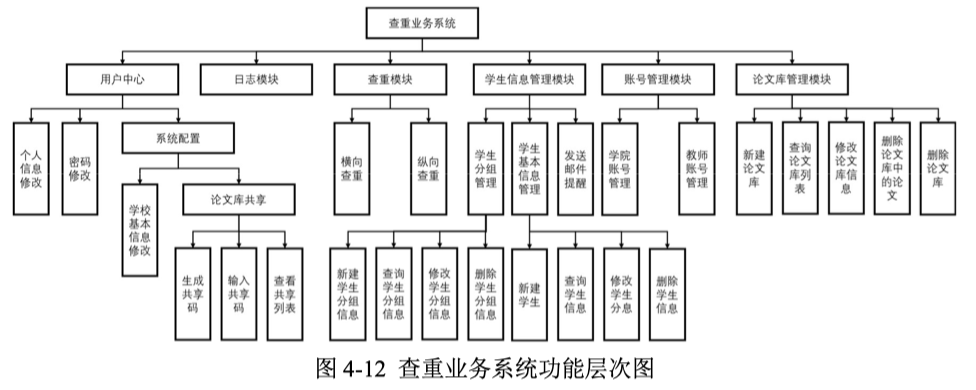 查重业务系统
用户中心
日志模块
查重模块
学生信息管理模块
账号管理模块
论文库管理模块
个人
信息
修改
密码
修改
系统配置
横向
查重
纵向
查重
学生
分组
管理
学生
基本
信息
管理
发送
邮件
提醒
学院
账号
管理
教师
账号
管理
新建
论文
库
查询
论文
库列
表
修改
论文
库信
息
删除
论文
库中
的论
文
删除
论文
库
学校
基本
信息
修改
论文库共享
生成
共享
码
输入
共享
码
查看
共享
列表
新建
学生
分组
信息
查询
学生
分组
信息
修改
学生
分组
信息
删除
学生
分组
信息
新建
学生
查询
学生
信息
修改
学生
分息
删除
学生
信息
图 4-12 查重业务系统功能层次图